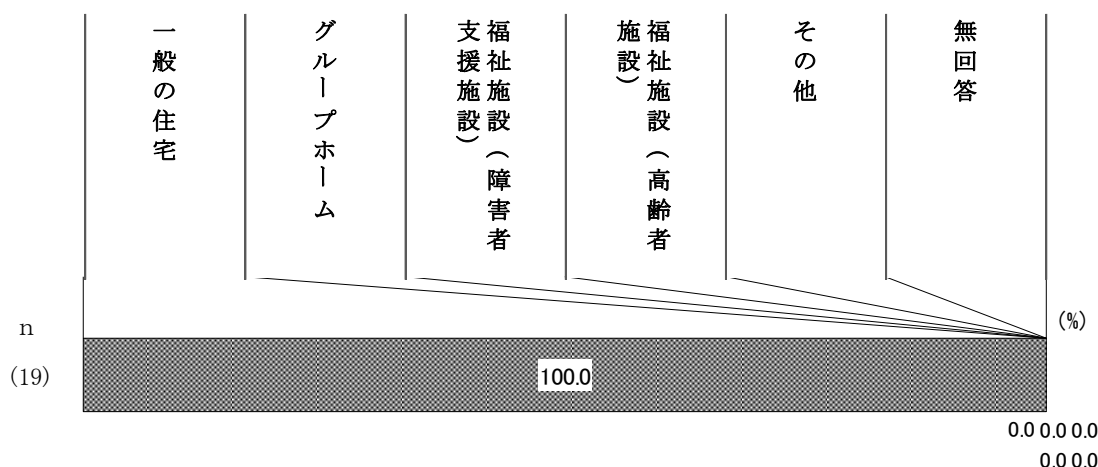 一般の住宅
グループホーム
福祉施設（障害者
支援施設）
福祉施設（高齢者
施設）
その他
無回答
(%)
n
(19)
100.0
0.0 0.0 0.0
0.0 0.0